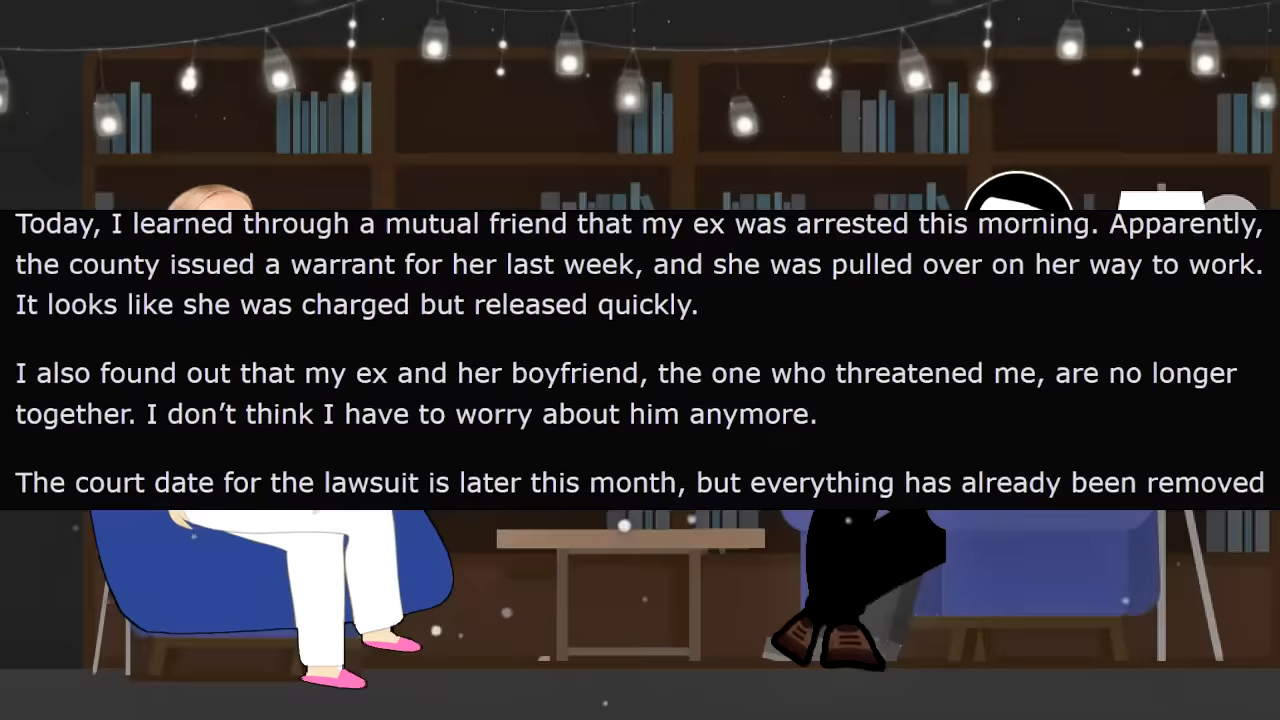 Today, I learned through a mutual friend that my ex was arrested this morning. Apparently,
the county issued a warrant for her last week, and she was pulled over on her way to work.
It looks like she was charged but released quickly.
I also found out that my ex and her boyfriend, the one who threatened me, are no longer
together. I don’t think I have to worry about him anymore.
The court date for the lawsuit is later this month, but everything has already been removed